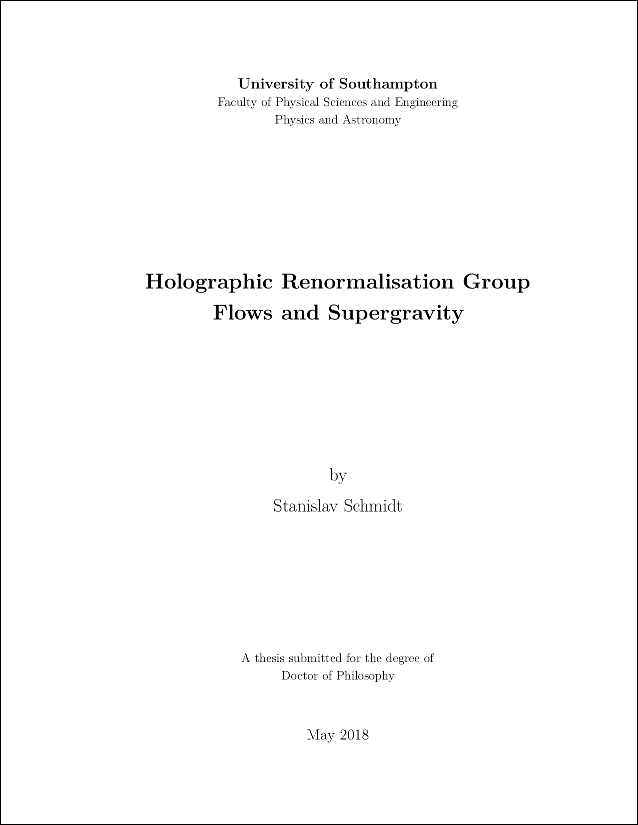 University of Southampton
Faculty of Physical Sciences and Engineering
Physics and Astronomy
Holographic Renormalisation Group
Flows and Supergravity
by
Stanislav Schmidt
A thesis submitted for the degree of
Doctor of Philosophy
May 2018